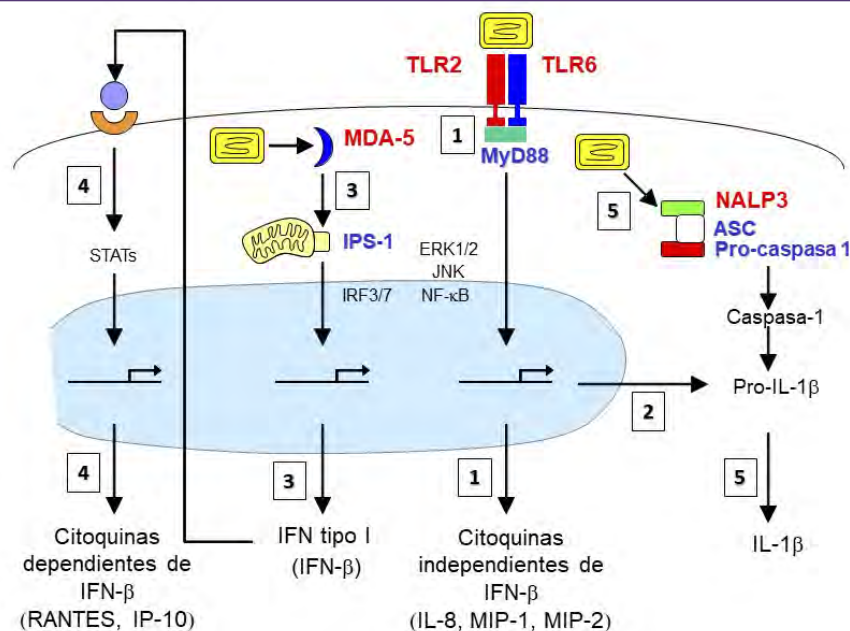 TLR2
TLR6
1
MyD88
MDA-5
3
4
5
NALP3
ASC
Pro-caspasa 1
IPS-1
STATs
ERK1/2
JNK
NF-κB
IRF3/7
Caspasa-1
Pro-IL-1β
2
4
3
1
5
Citoquinas
dependientes de
IFN-β
(RANTES, IP-10)
IFN tipo I
(IFN-β)
Citoquinas
independientes de
IFN-β
(IL-8, MIP-1, MIP-2)
IL-1β